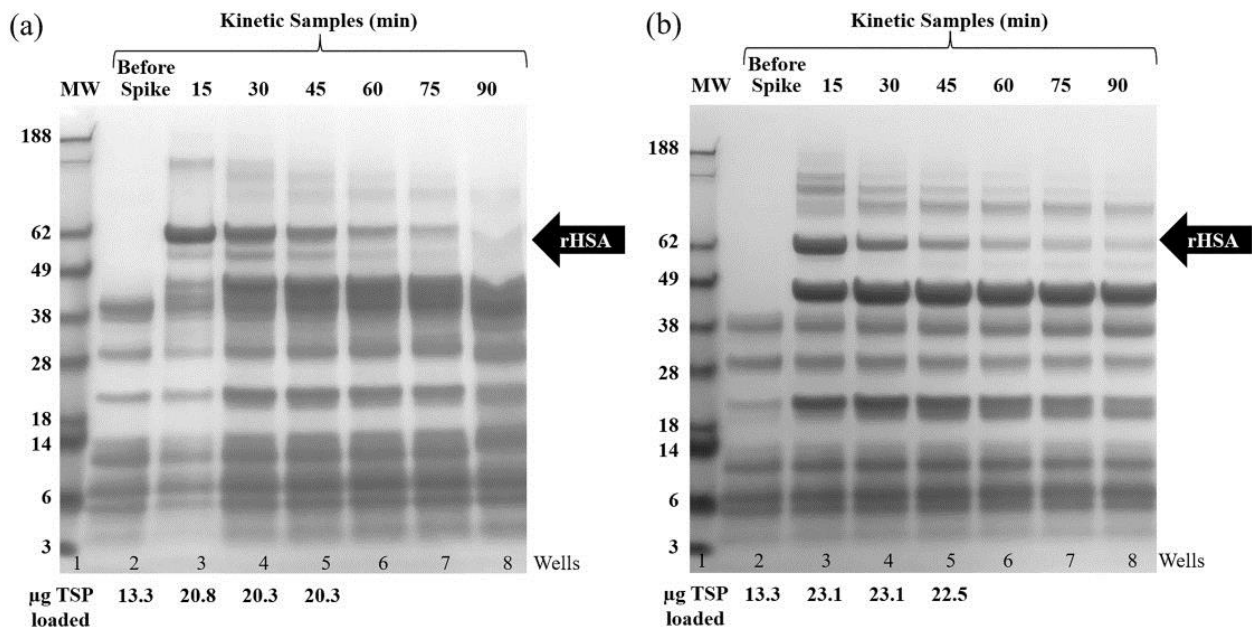 (a)
Kinetic Samples (min)
Before
MW Spike 15 30 45 60 75 90
188
62
49
38
28
18
14
6
3
rHSA
1 2 3 4 5 6 7 8 Wells
µg TSP 13.3 20.8 20.3 20.3
loaded
(b)
Kinetic Samples (min)
Before
MW Spike 15 30 45 60 75 90
188
62
49
38
28
18
14
6
3
rHSA
1 2 3 4 5 6 7 8 Wells
µg TSP 13.3 23.1 23.1 22.5
loaded